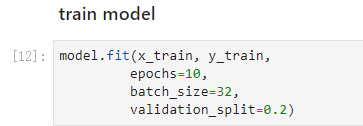 train model
[12]: model.fit(x_train, y_train,
epochs=10,
batch_size=32,
validation_split=0.2)